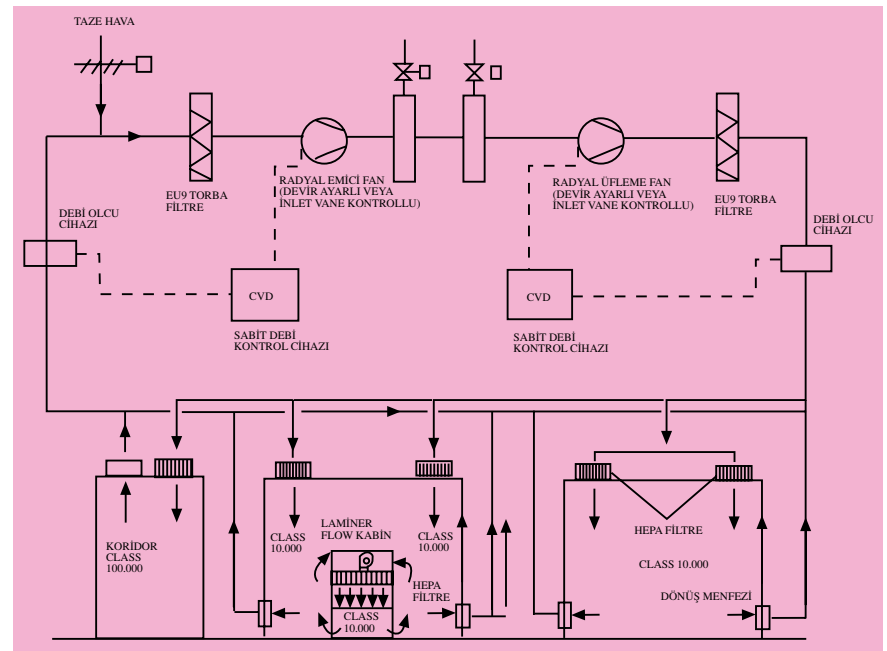 TAZE HAVA
EU9 TORBA
FİLTRE
RADYAL EMİCİ FAN
(DEVİR AYARLI VEYA
İNLET VANE KONTROLLU)
RADYAL ÜFLEME FAN
(DEVİR AYARLI VEYA
İNLET VANE KONTROLLU)
EU9 TORBA
FİLTRE
DEBİ OLCU
CİHAZI
DEBİ OLCU
CİHAZI
CVD
CVD
SABİT DEBİ
KONTROL CİHAZI
SABİT DEBİ
KONTROL CİHAZI
KORİDOR
CLASS
100.000
CLASS
10.000
LAMİNER
FLOW KABİN
CLASS
10.000
HEPA
FİLTRE
CLASS
10.000
HEPA FİLTRE
CLASS 10.000
DÖNÜŞ MENFEZİ